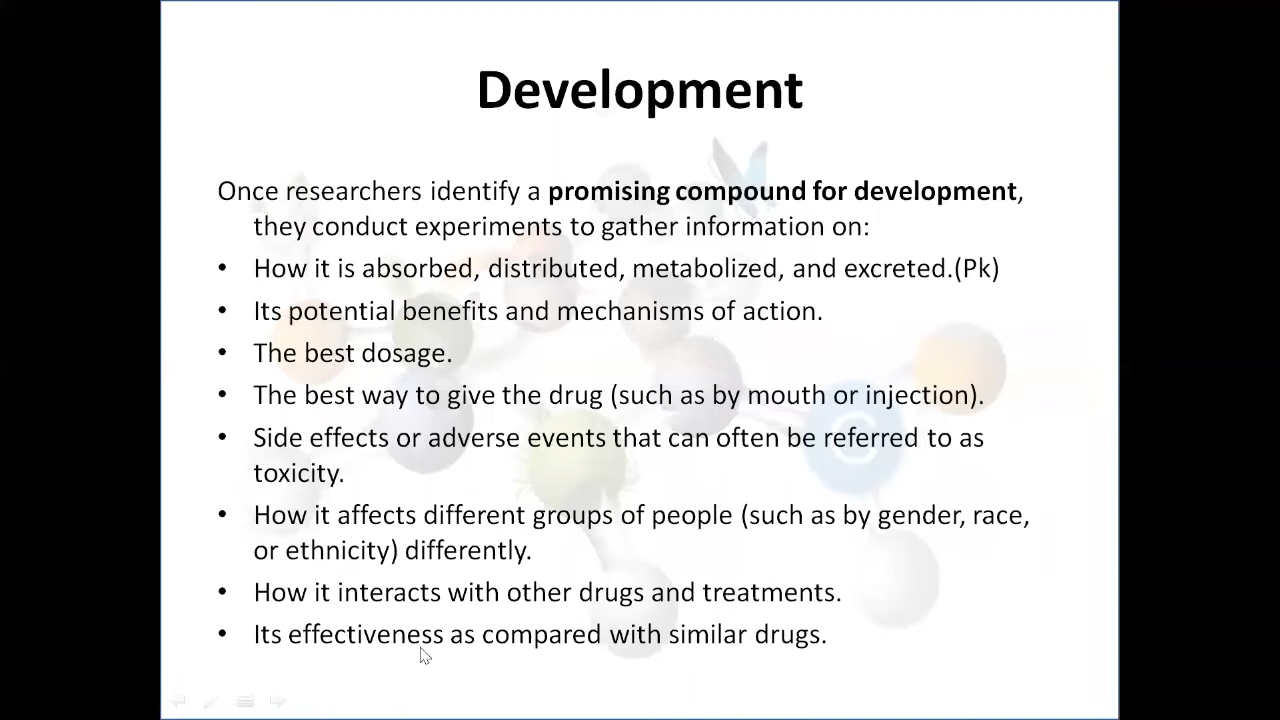 Development
Once researchers identify a promising compound for development,
they conduct experiments to gather information on:
• How it is absorbed, distributed, metabolized, and excreted.(Pk)
• Its potential benefits and mechanisms of action.
• The best dosage.
• The best way to give the drug (such as by mouth or injection).
• Side effects or adverse events that can often be referred to as
toxicity.
• How it affects different groups of people (such as by gender, race,
or ethnicity) differently.
• How it interacts with other drugs and treatments.
• Its effectiveness as compared with similar drugs.